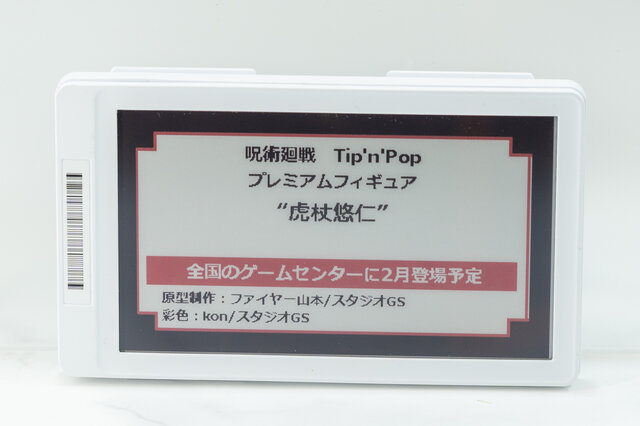 呪術廻戦　Tip'n'Pop
プレミアムフィギュア
“虎杖悠仁”
全国のゲームセンターに2月登場予定
原型制作：ファイヤー山本/スタジオGS
彩色：kon/スタジオGS